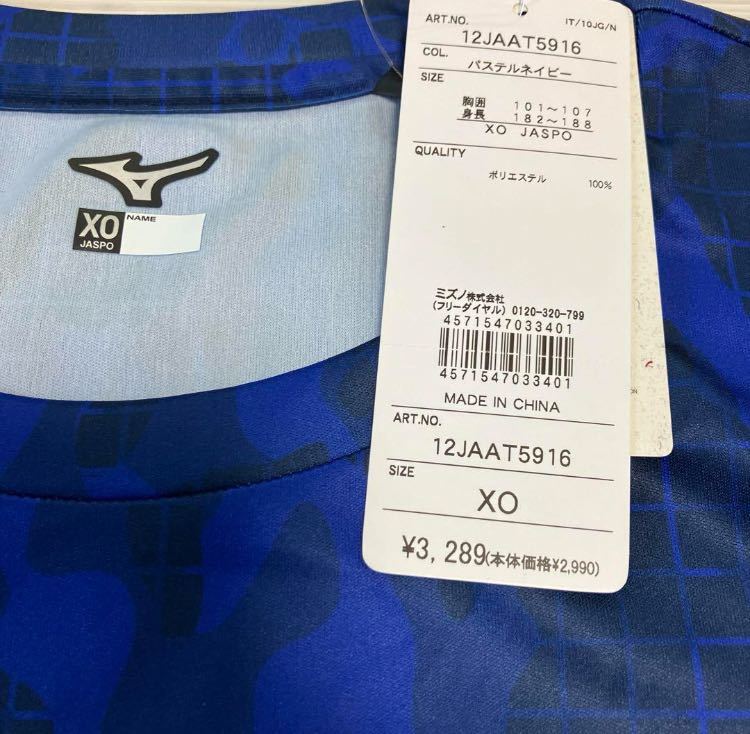 ART.NO. IT/10JG/N
12JAAT5916
COL. パステルネイビー
SIZE
胸囲 101～107
身長 182～188
XO JASPO
QUALITY
ポリエステル 100%
ミズノ株式会社
(フリーダイヤル) 0120-320-799
4571547033401
4571547033401
MADE IN CHINA
ART.NO.
12JAAT5916
SIZE
XO
¥3,289(本体価格¥2,990)
XO NAME
JASPO